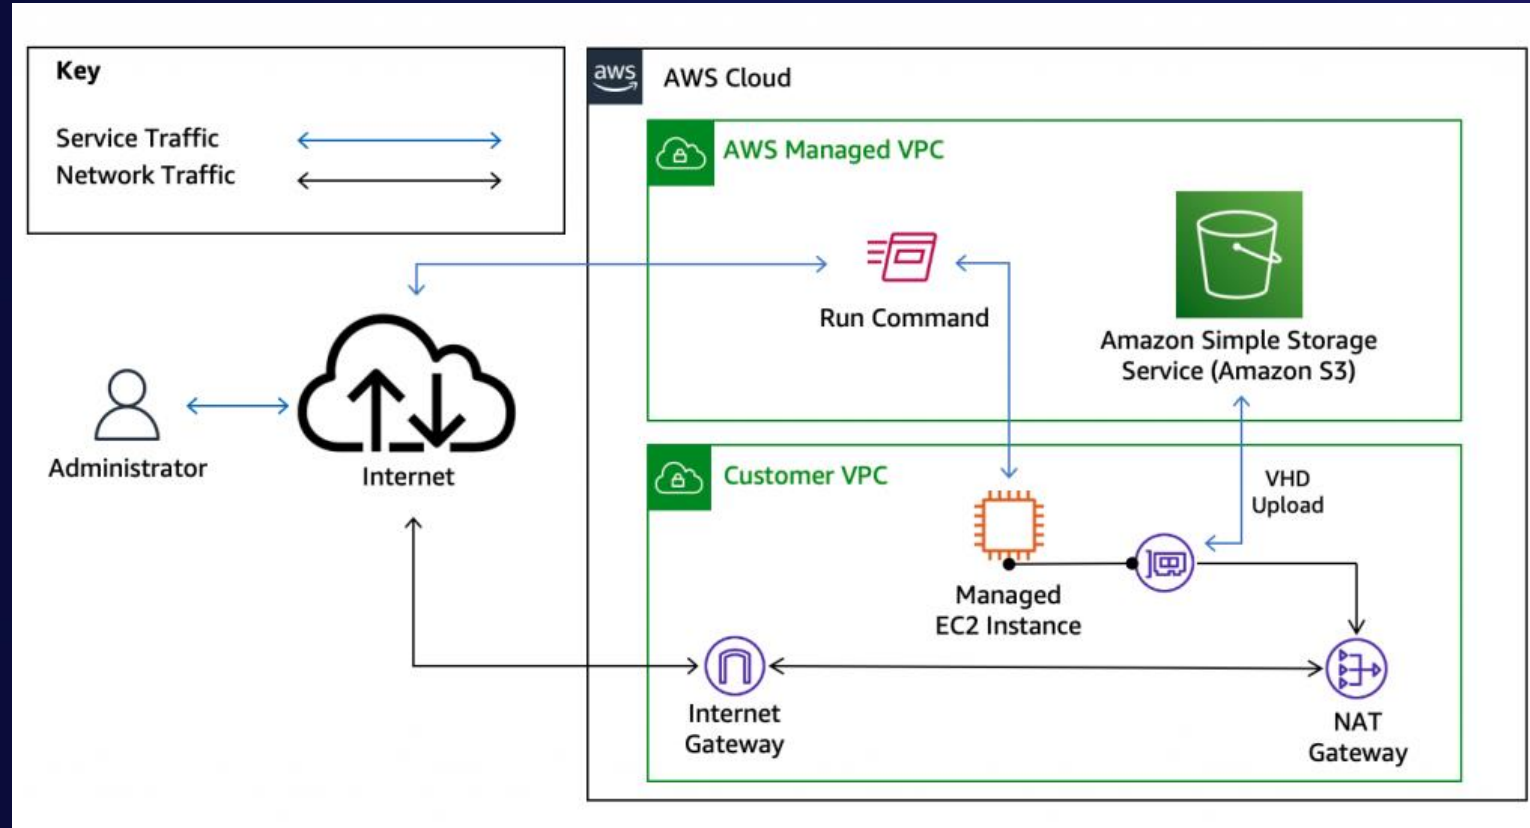 Key
Service Traffic
Network Traffic
aws
AWS Cloud
AWS Managed VPC
Run Command
Amazon Simple Storage
Service (Amazon S3)
Administrator
Internet
Customer VPC
VHD
Upload
Managed
EC2 Instance
Internet
Gateway
NAT
Gateway